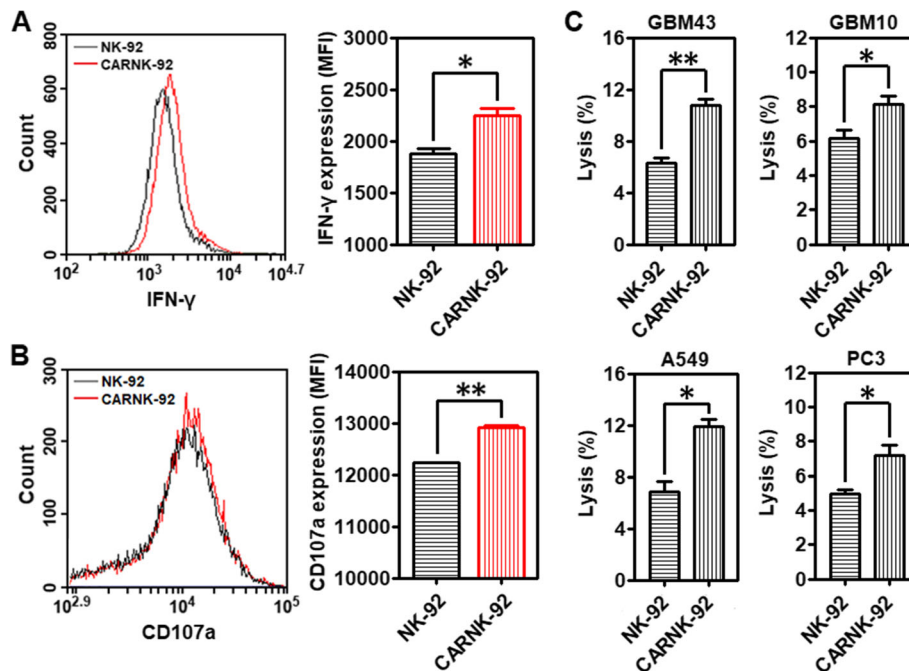 A
NK-92
CARNK-92
800
600
400
200
0
Count
10^2
10^3
10^4
10^4.7
IFN-γ
IFN-γ expression (MFI)
3000
2500
2000
1500
1000
*
NK-92
CARNK-92
C
GBM43
Lysis (%)
16
12
8
4
0
**
NK-92
CARNK-92
GBM10
Lysis (%)
12
10
8
6
4
2
0
*
NK-92
CARNK-92
B
NK-92
CARNK-92
300
200
100
0
Count
10^2.9
10^4
10^5
CD107a
CD107a expression (MFI)
14000
13000
12000
13000
10000
**
NK-92
CARNK-92
A549
Lysis (%)
16
12
8
4
0
*
NK-92
CARNK-92
PC3
Lysis (%)
12
10
8
6
4
2
0
*
NK-92
CARNK-92